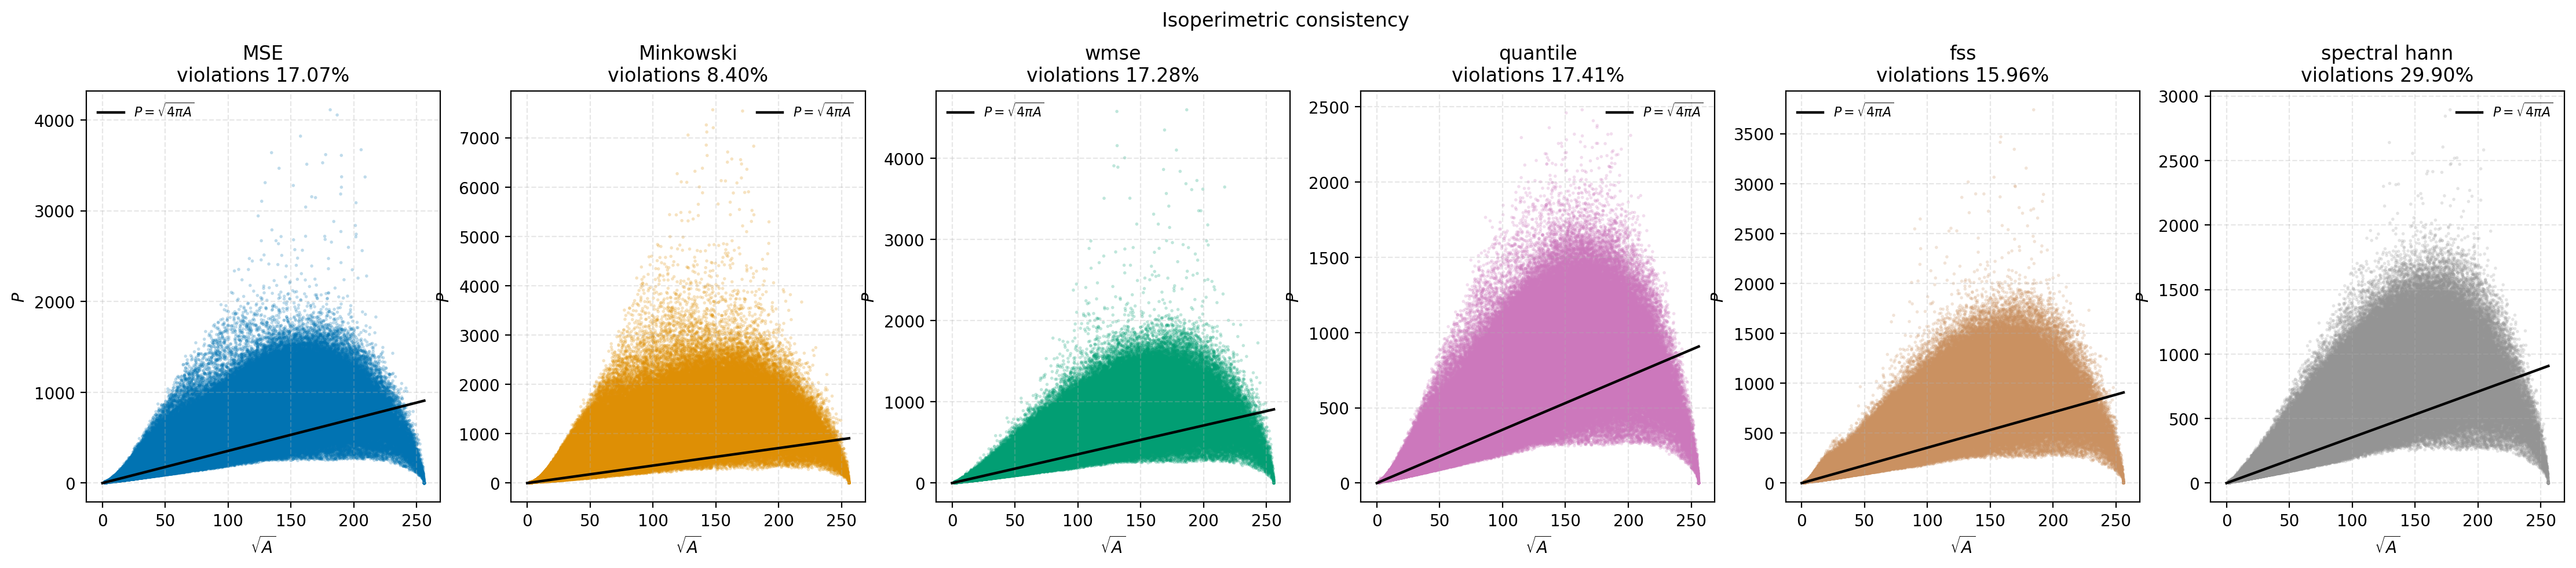 Isoperimetric consistency
MSE
violations 17.07%
P = √4πA
4000
3000
2000
1000
0
P
0 50 100 150 200 250
√A
Minkowski
violations 8.40%
P = √4πA
7000
6000
5000
4000
3000
2000
1000
0
P
0 50 100 150 200 250
√A
wmse
violations 17.28%
P = √4πA
4000
3000
2000
1000
0
P
0 50 100 150 200 250
√A
quantile
violations 17.41%
P = √4πA
2500
2000
1500
1000
500
0
P
0 50 100 150 200 250
√A
fss
violations 15.96%
P = √4πA
3500
3000
2500
2000
1500
1000
500
0
P
0 50 100 150 200 250
√A
spectral hann
violations 29.90%
P = √4πA
3000
2500
2000
1500
1000
500
0
P
0 50 100 150 200 250
√A